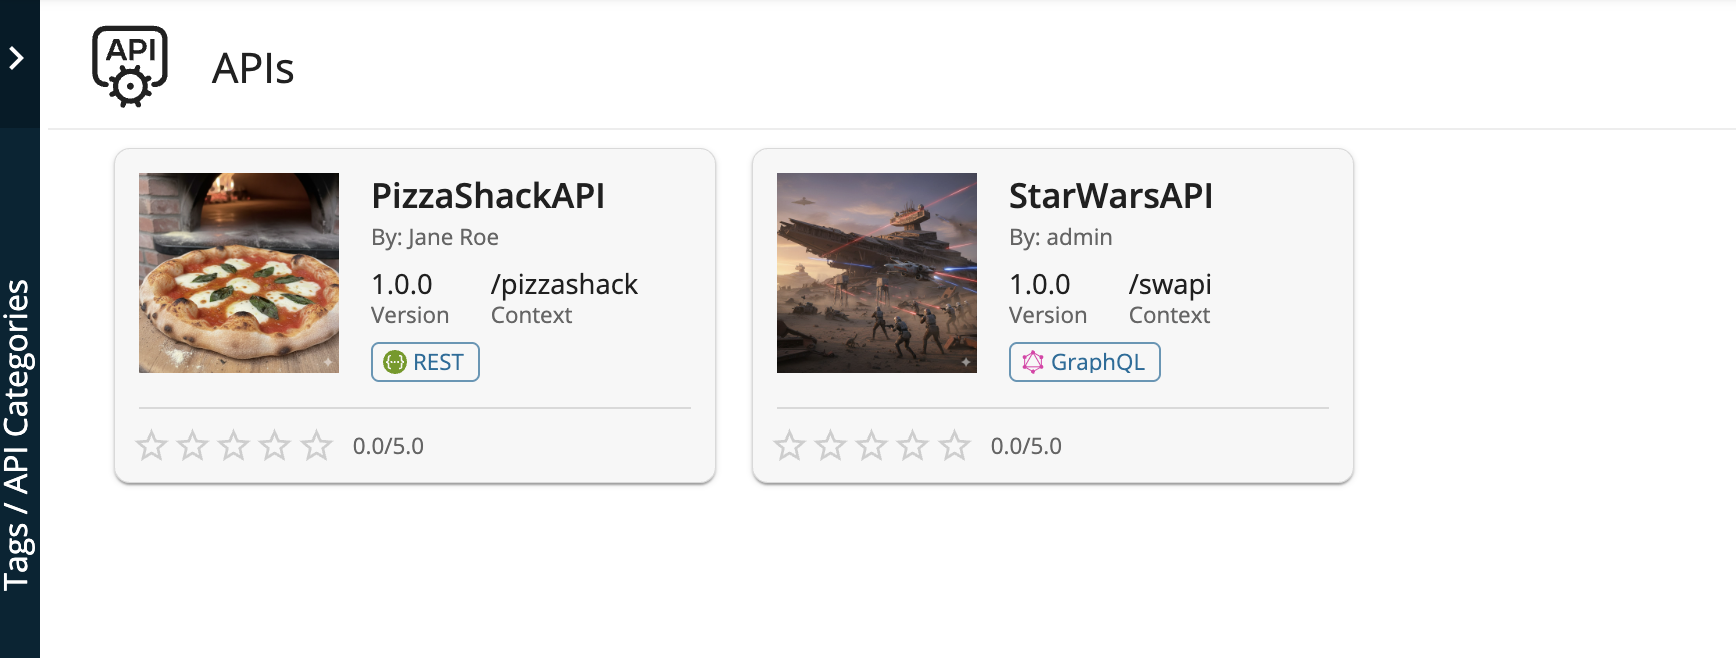 API
APIs
Tags / API Categories
PizzaShackAPI
By: Jane Roe
1.0.0 /pizzashack
Version Context
REST
0.0/5.0
StarWarsAPI
By: admin
1.0.0 /swapi
Version Context
GraphQL
0.0/5.0